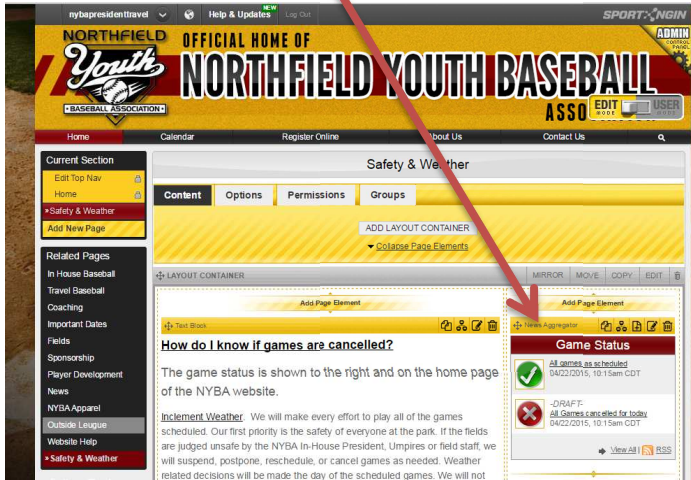 nybapresidenttravel
Help & Updates NEW
Log Out
SPORT NGIN
NORTHFIELD
Youth
BASEBALL ASSOCIATION
OFFICIAL HOME OF
NORTHFIELD YOUTH BASEBALL
ADMIN
CONTROL
PANEL
EDIT
MODE
USER
MODE
Home
Calendar
Register Online
About Us
Contact Us
Current Section
Edit Top Nav
Home
»Safety & Weather
Add New Page
Related Pages
In House Baseball
Travel Baseball
Coaching
Important Dates
Fields
Sponsorship
Player Development
News
NYBA Apparel
Outside League
Website Help
»Safety & Weather
Safety & Weather
Content
Options
Permissions
Groups
ADD LAYOUT CONTAINER
Collapse Page Elements
LAYOUT CONTAINER
MIRROR
MOVE
COPY
EDIT
Add Page Element
Text Block
How do I know if games are cancelled?
The game status is shown to the right and on the home page
of the NYBA website.
Inclement Weather. We will make every effort to play all of the games
scheduled. Our first priority is the safety of everyone at the park. If the fields
are judged unsafe by the NYBA In-House President, Umpires or field staff, we
will suspend, postpone, reschedule, or cancel games as needed. Weather
related decisions will be made the day of the scheduled games. We will not
Add Page Element
News Aggregator
Game Status
All games as scheduled
04/22/2015, 10:15am CDT
-DRAFT-
All Games cancelled for today
04/22/2015, 10:15am CDT
View All | RSS